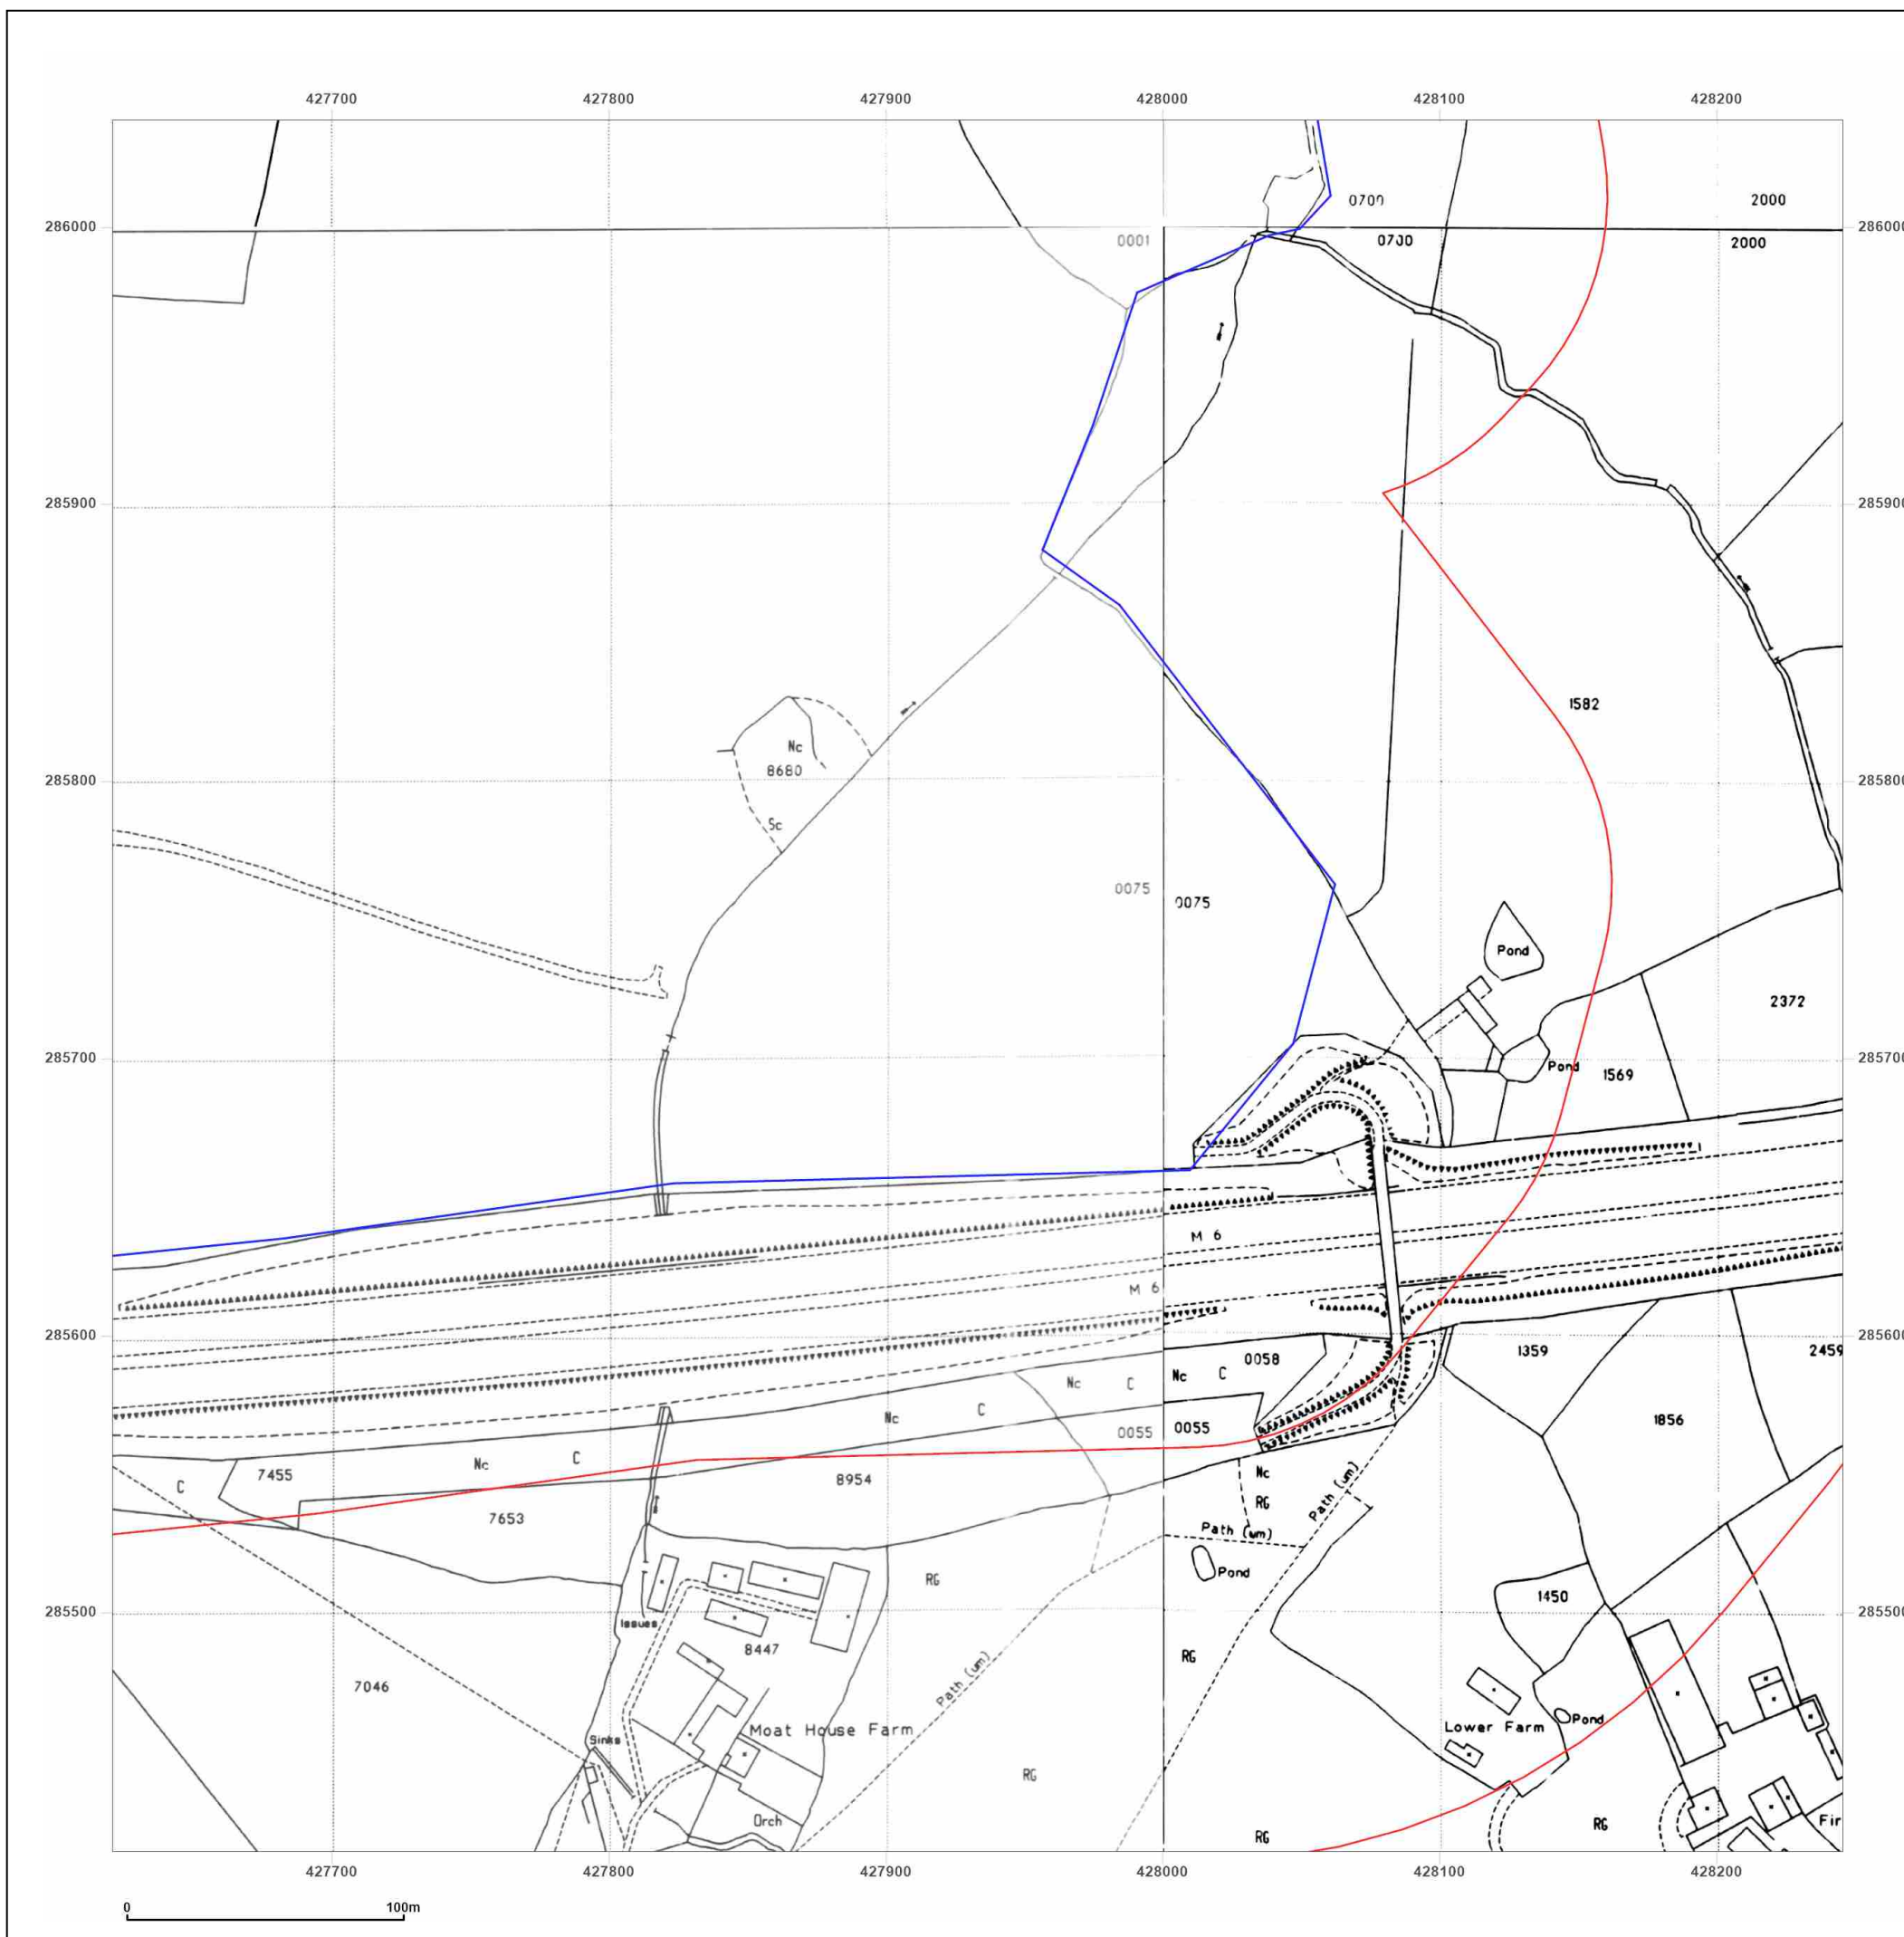 427700 427800 427900 428000 428100 428200
286000 0001 0700 2000 286000
0700 2000
285900
1582
Nc
8680
285800
Sc
0075 0075
Pond
2372
285700
Pond 1569
M 6
M 6
285600
0058 1359 2459
Nc C Nc C
Nc C 0055 0055 1856
7455 Nc C 8954 Nc
C
7653 RG Path (um)
Path (um)
RG Pond
1450
285500 Issues
8447
RG
7046 Path (um)
Moat House Farm Lower Farm Pond
Sinks
RG
Orch RG RG Fir
427700 427800 427900 428000 428100 428200
0 100m